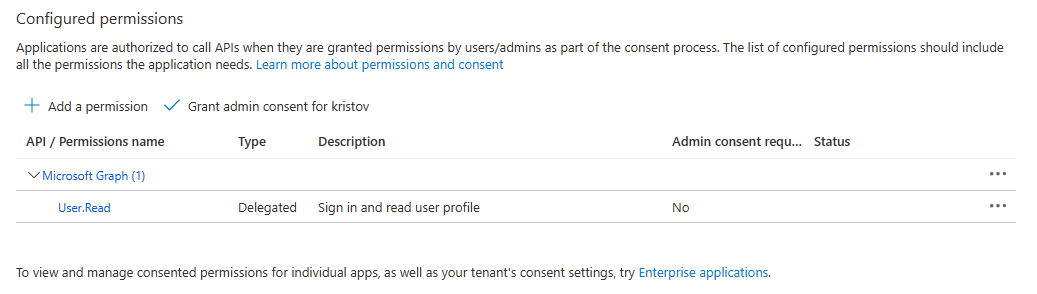 Configured permissions
Applications are authorized to call APIs when they are granted permissions by users/admins as part of the consent process. The list of configured permissions should include
all the permissions the application needs. Learn more about permissions and consent
Add a permission Grant admin consent for kristov
API / Permissions name Type Description Admin consent requ... Status
Microsoft Graph (1) ...
User.Read Delegated Sign in and read user profile No ...
To view and manage consented permissions for individual apps, as well as your tenant's consent settings, try Enterprise applications.